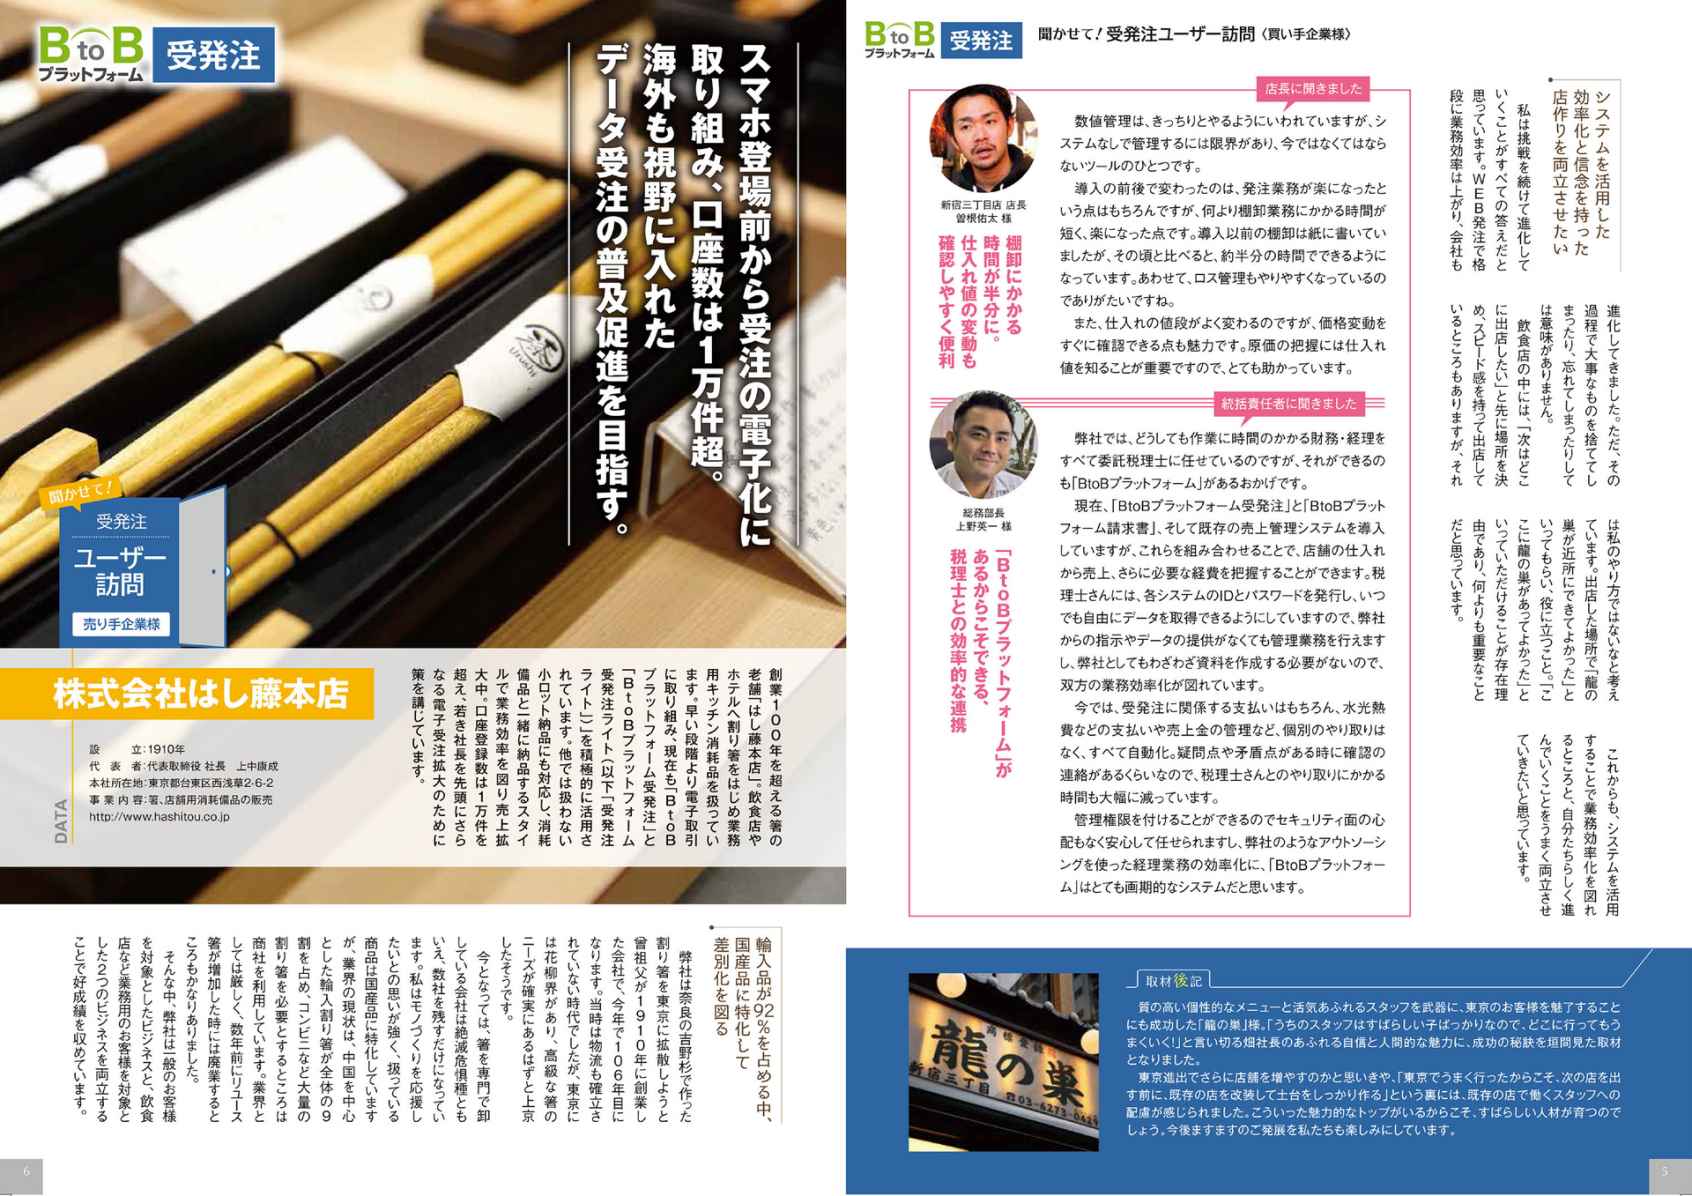 BtoB
プラットフォーム
受発注
聞かせて！受発注ユーザー訪問〈買い手企業様〉
システムを活用した
効率化と信念を持った
店作りを両立させたい
私は挑戦を続けて進化して
いくことがすべての答えだと
思っています。WEB発注で格
段に業務効率は上がり、会社も
進化してきました。ただ、その
過程で大事なものを捨ててし
まったり、忘れてしまったりして
は意味がありません。
飲食店の中には、「次はどこ
に出店したい」と先に場所を決
め、スピード感を持って出店して
いるところもありますが、それ
は私のやり方ではないなと考え
ています。出店した場所で「龍の
巣が近所にできてよかった」と
いってもらい、役に立つこと。「こ
こに龍の巣があってよかった」と
いっていただけることが存在理
由であり、何よりも重要なこと
だと思っています。
これからも、システムを活用
することで業務効率化を図れ
るところと、自分たちらしく進
んでいくことをうまく両立させ
ていきたいと思っています。
店長に聞きました
新宿三丁目店 店長
曽根佑太 様
棚卸にかかる
時間が半分に。
仕入れ値の変動も
確認しやすく便利
数値管理は、きっちりとやるようにいわれていますが、シ
ステムなしで管理するには限界があり、今ではなくてはなら
ないツールのひとつです。
導入の前後で変わったのは、発注業務が楽になったと
いう点はもちろんですが、何より棚卸業務にかかる時間が
短く、楽になった点です。導入以前の棚卸は紙に書いてい
ましたが、その頃と比べると、約半分の時間でできるように
なっています。あわせて、ロス管理もやりやすくなっているの
でありがたいですね。
また、仕入れの値段がよく変わるのですが、価格変動を
すぐに確認できる点も魅力です。原価の把握には仕入れ
値を知ることが重要ですので、とても助かっています。
統括責任者に聞きました
総務部長
上野英一 様
「BtoBプラットフォーム」が
あるからこそできる、
税理士との効率的な連携
弊社では、どうしても作業に時間のかかる財務・経理を
すべて委託税理士に任せているのですが、それができるの
も「BtoBプラットフォーム」があるおかげです。
現在、「BtoBプラットフォーム受発注」と「BtoBプラット
フォーム請求書」、そして既存の売上管理システムを導入
していますが、これらを組み合わせることで、店舗の仕入れ
から売上、さらに必要な経費を把握することができます。税
理士さんには、各システムのIDとパスワードを発行し、いつ
でも自由にデータを取得できるようにしていますので、弊社
からの指示やデータの提供がなくても管理業務を行えます
し、弊社としてもわざわざ資料を作成する必要がないので、
双方の業務効率化が図れています。
今では、受発注に関係する支払いはもちろん、水光熱
費などの支払いや売上金の管理など、個別のやり取りは
なく、すべて自動化。疑問点や矛盾点がある時に確認の
連絡があるくらいなので、税理士さんとのやり取りにかかる
時間も大幅に減っています。
管理権限を付けることができるのでセキュリティ面の心
配もなく安心して任せられますし、弊社のようなアウトソーシ
ングを使った経理業務の効率化に、「BtoBプラットフォー
ム」はとても画期的なシステムだと思います。
龍の巣
新宿三丁目
取材後記
質の高い個性的なメニューと活気あふれるスタッフを武器に、東京のお客様を魅了すること
にも成功した「龍の巣」様。「うちのスタッフはすばらしい子ばっかりなので、どこに行ってもう
まくいく！」と言い切る畑社長のあふれる自信と人間的な魅力に、成功の秘訣を垣間見た取材
となりました。
東京進出でさらに店舗を増やすのかと思いきや、「東京でうまく行ったからこそ、次の店を出
す前に、既存の店を改装して土台をしっかり作る」という裏には、既存の店で働くスタッフへの
配慮が感じられました。こういった魅力的なトップがいるからこそ、すばらしい人材が育つので
しょう。今後ますますのご発展を私たちも楽しみにしています。
5
BtoB
プラットフォーム
受発注
スマホ登場前から受注の電子化に
取り組み、口座数は1万件超。
海外も視野に入れた
データ受注の普及促進を目指す。
聞かせて！
受発注
ユーザー
訪問
売り手企業様
株式会社はし藤本店
DATA
設 立:1910年
代 表 者:代表取締役 社長 上中康成
本社所在地:東京都台東区西浅草2-6-2
事業内容:箸、店舗用消耗備品の販売
http://www.hashitou.co.jp
創業100年を超える箸の
老舗「はし藤本店」。飲食店や
ホテルへ割り箸をはじめ業務
用キッチン消耗品を扱ってい
ます。早い段階より電子取引
に取り組み、現在も「BtoB
プラットフォーム受発注」と
「BtoBプラットフォーム
受発注ライト(以下「受発注
ライト」)」を積極的に活用さ
れています。他では扱わない
小ロット納品にも対応し、消耗
備品と一緒に納品するスタイ
ルで業務効率を図り売上拡
大中。口座登録数は1万件を
超え、若き社長を先頭にさら
なる電子受注拡大のために
策を講じています。
輸入品が92%を占める中、
国産品に特化して
差別化を図る
弊社は奈良の吉野杉で作った
割り箸を東京に拡散しようと
曾祖父が1910年に創業し
た会社で、今年で106年目に
なります。当時は物流も確立さ
れていない時代でしたが、東京に
は花柳界があり、高級な箸の
ニーズが確実にあるはずと上京
したそうです。
今となっては、箸を専門で卸
している会社は絶滅危惧種とも
いえ、数社を残すだけになってい
ます。私はモノづくりを応援し
たいとの思いが強く、扱っている
商品は国産品に特化しています
が、業界の現状は、中国を中心
とした輸入割り箸が全体の9
割を占め、コンビニなど大量の
割り箸を必要とするところは
商社を利用しています。業界と
しては厳しく、数年前にリユース
箸が増加した時には廃業すると
ころもかなりありました。
そんな中、弊社は一般のお客様
を対象としたビジネスと、飲食
店など業務用のお客様を対象と
した2つのビジネスを両立する
ことで好成績を収めています。
6